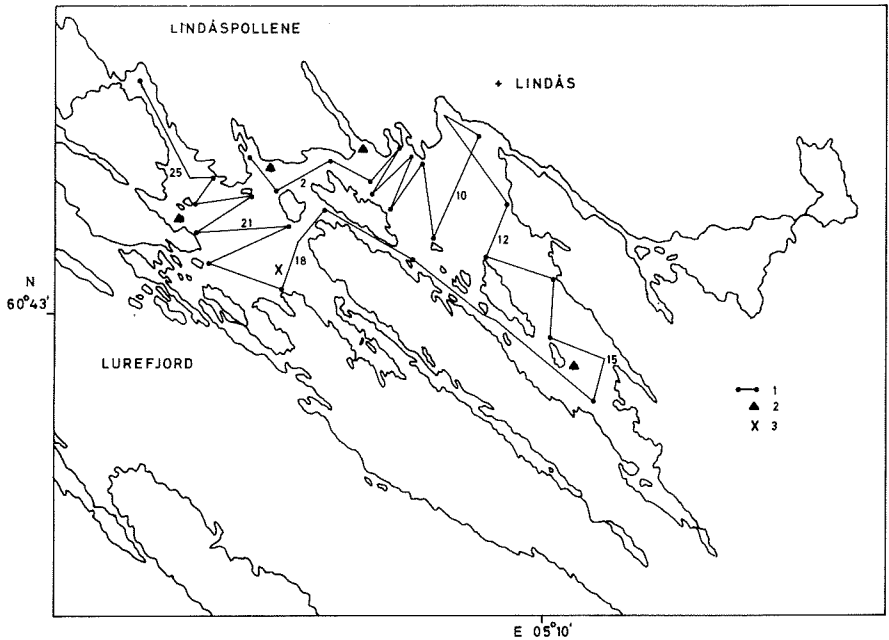 LINDÅSPOLLENE
+ LINDÅS
25
2
10
21
12
18
X
N
60°43'
LUREFJORD
15
1
2
X 3
E 05°10'